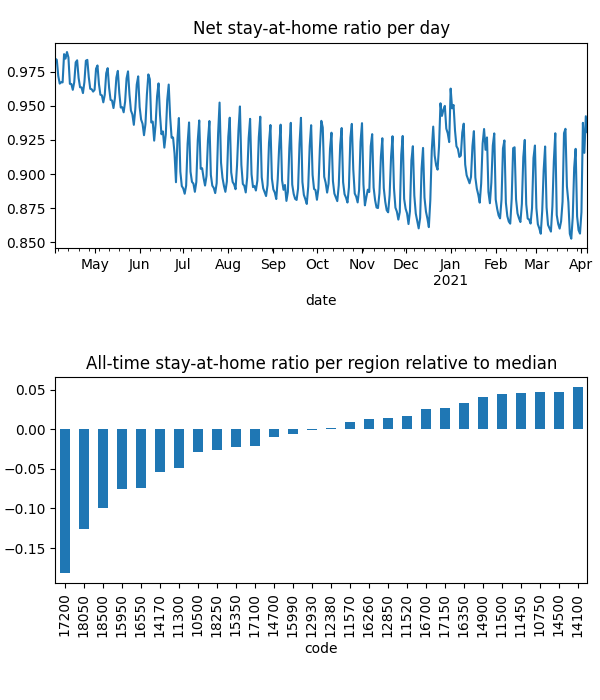 Net stay-at-home ratio per day
0.975
0.950
0.925
0.900
0.875
0.850
May Jun Jul Aug Sep Oct Nov Dec Jan Feb Mar Apr
2021
date
All-time stay-at-home ratio per region relative to median
0.05
0.00
−0.05
−0.10
−0.15
17200 18050 18500 15950 16550 14170 11300 10500 18250 15350 17100 14700 15990 12930 12380 11570 16260 12850 11520 16700 17150 16350 14900 11500 11450 10750 14500 14100
code